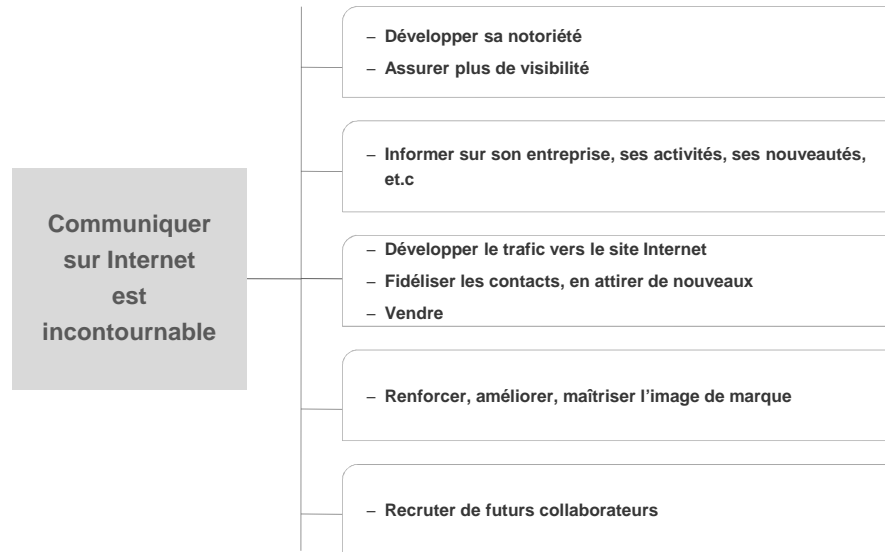 Communiquer
sur Internet
est
incontournable
– Développer sa notoriété
– Assurer plus de visibilité
– Informer sur son entreprise, ses activités, ses nouveautés,
et.c
– Développer le trafic vers le site Internet
– Fidéliser les contacts, en attirer de nouveaux
– Vendre
– Renforcer, améliorer, maîtriser l’image de marque
– Recruter de futurs collaborateurs